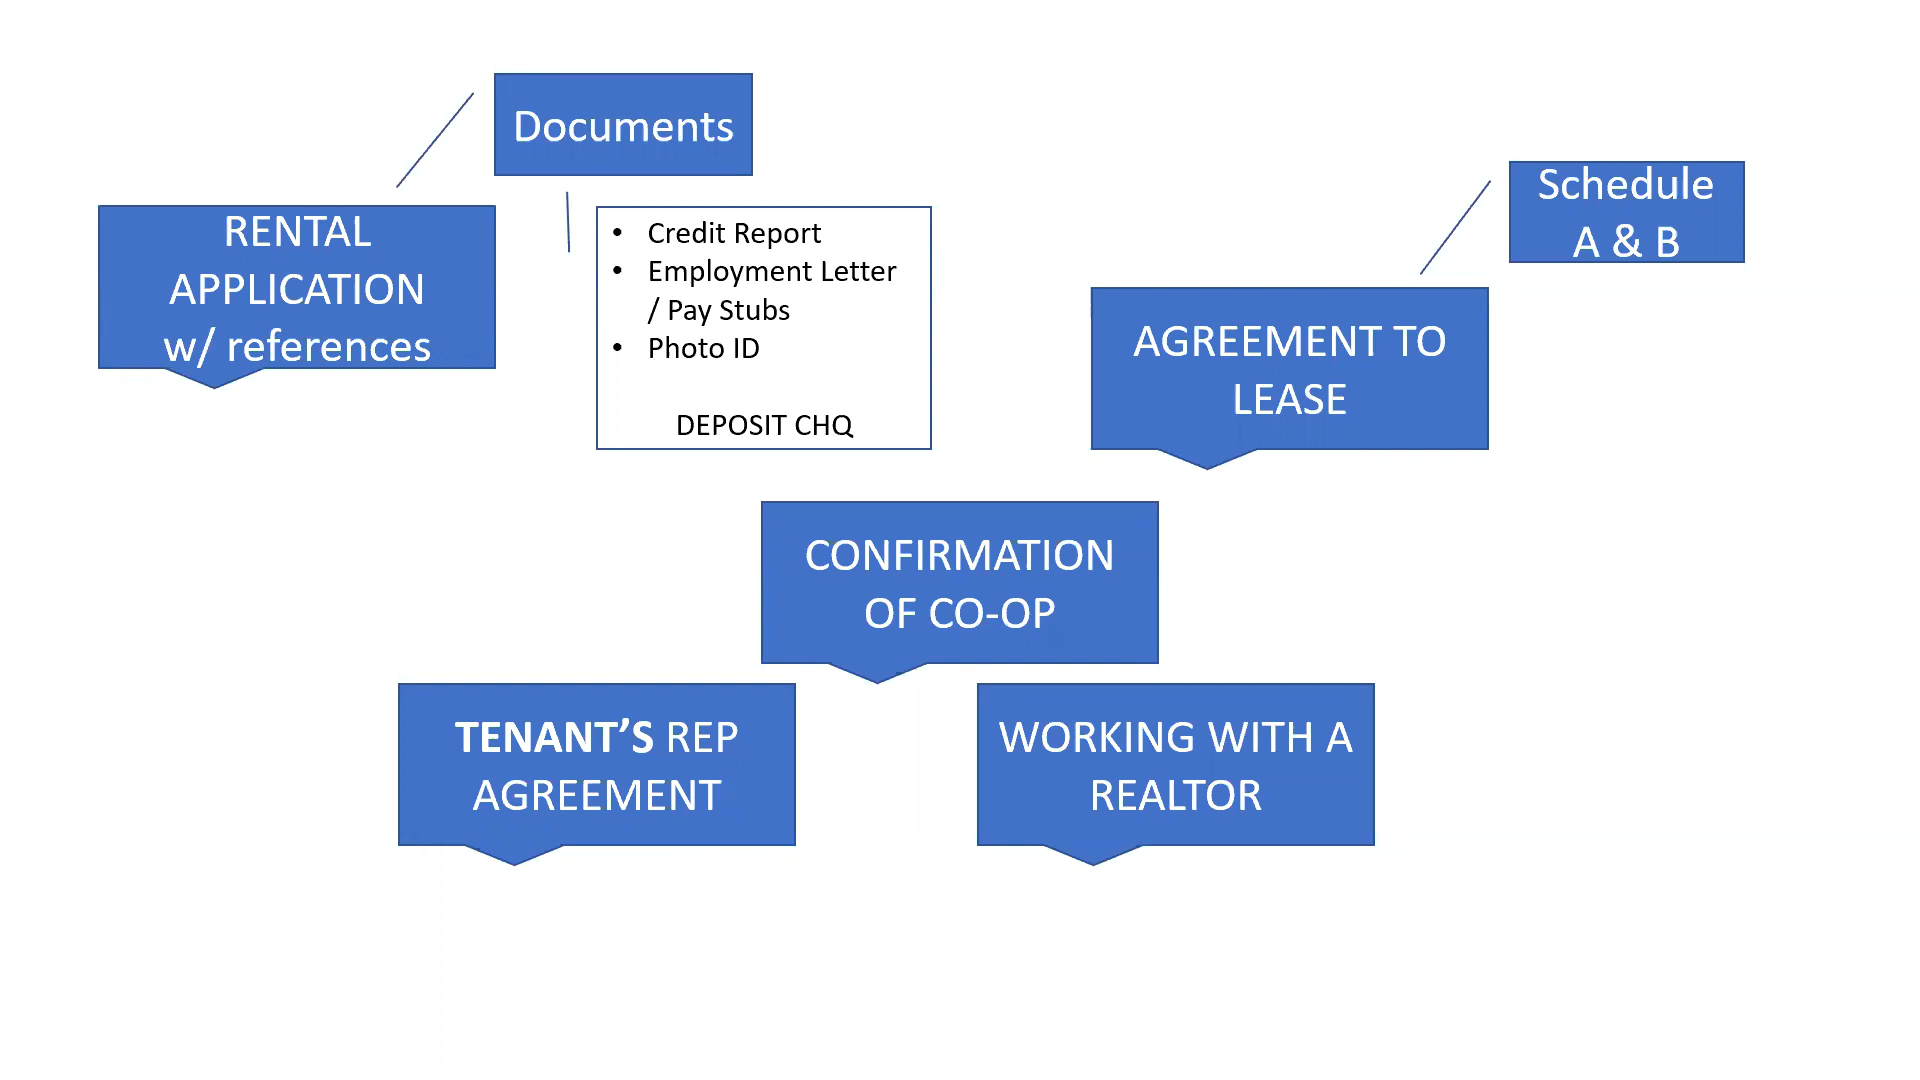 Documents
RENTAL
APPLICATION
w/ references
• Credit Report
• Employment Letter
/ Pay Stubs
• Photo ID
DEPOSIT CHQ
Schedule
A & B
AGREEMENT TO
LEASE
CONFIRMATION
OF CO-OP
TENANT’S REP
AGREEMENT
WORKING WITH A
REALTOR